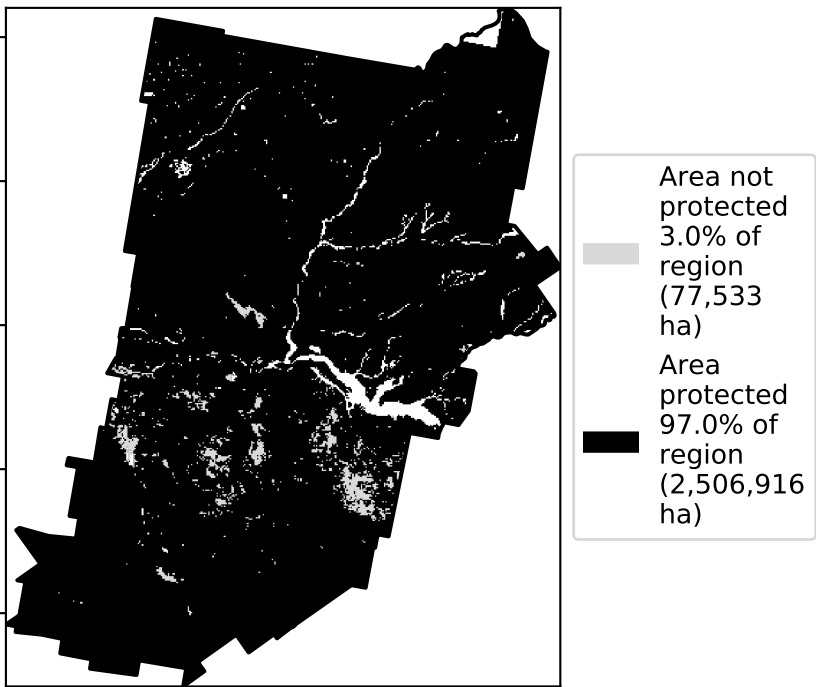 Area not
protected
3.0% of
region
(77,533
ha)
Area
protected
97.0% of
region
(2,506,916
ha)